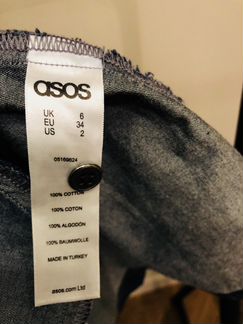 asos
UK 6
EU 34
US 2
05169624
100% COTTON
100% COTON
100% ALGODÓN
100% BAUMWOLLE
MADE IN TURKEY
asos.com Ltd